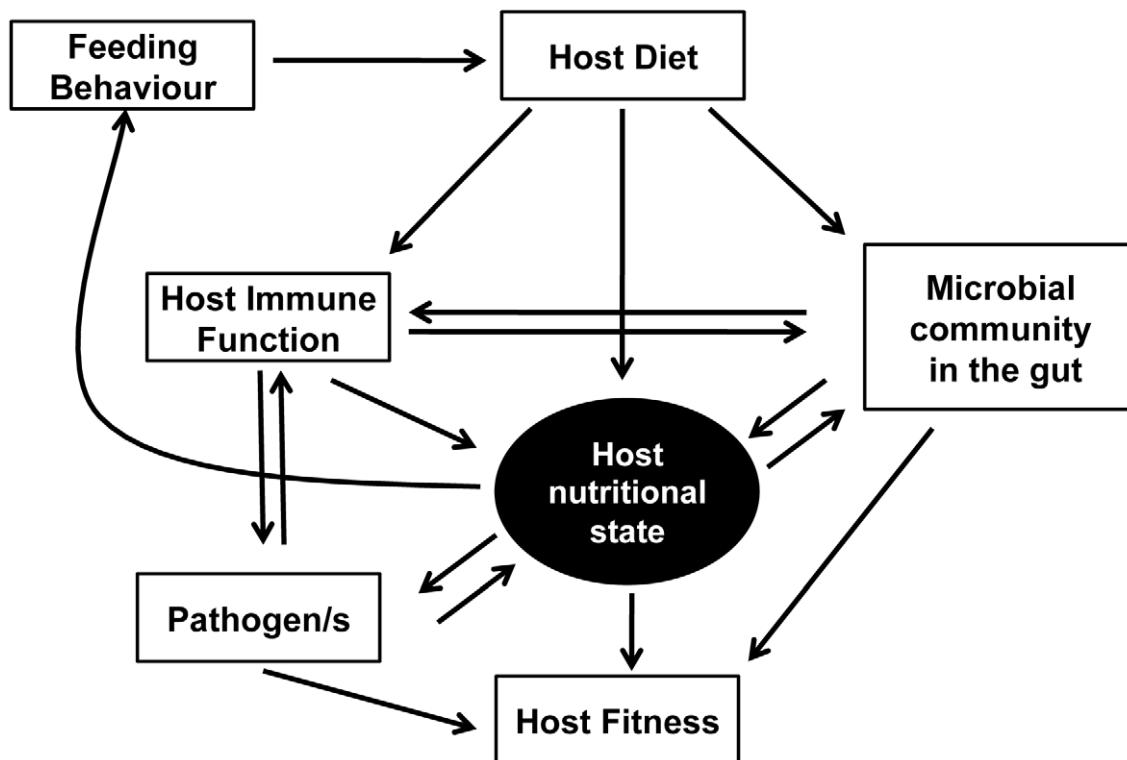 Feeding
Behaviour
Host Diet
Host Immune
Function
Microbial
community
in the gut
Host
nutritional
state
Pathogen/s
Host Fitness